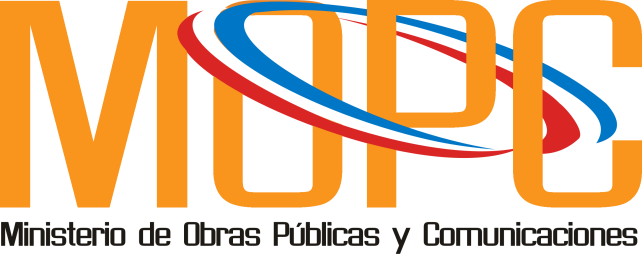 MOPC
Ministerio de Obras Públicas y Comunicaciones